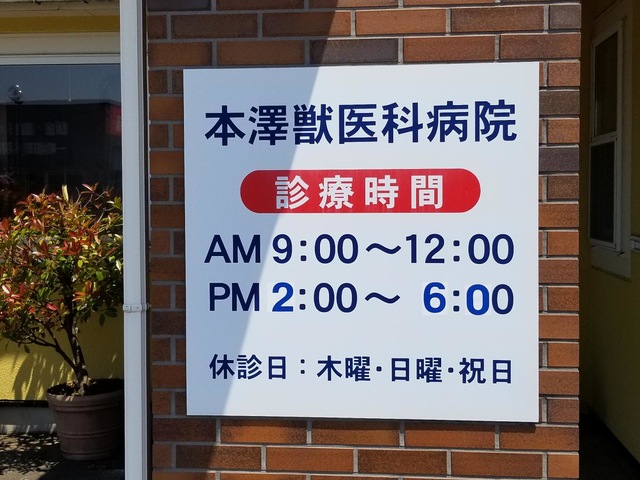 本澤獣医科病院
診療時間
AM 9:00～12:00
PM 2:00～ 6:00
休診日：木曜･日曜･祝日